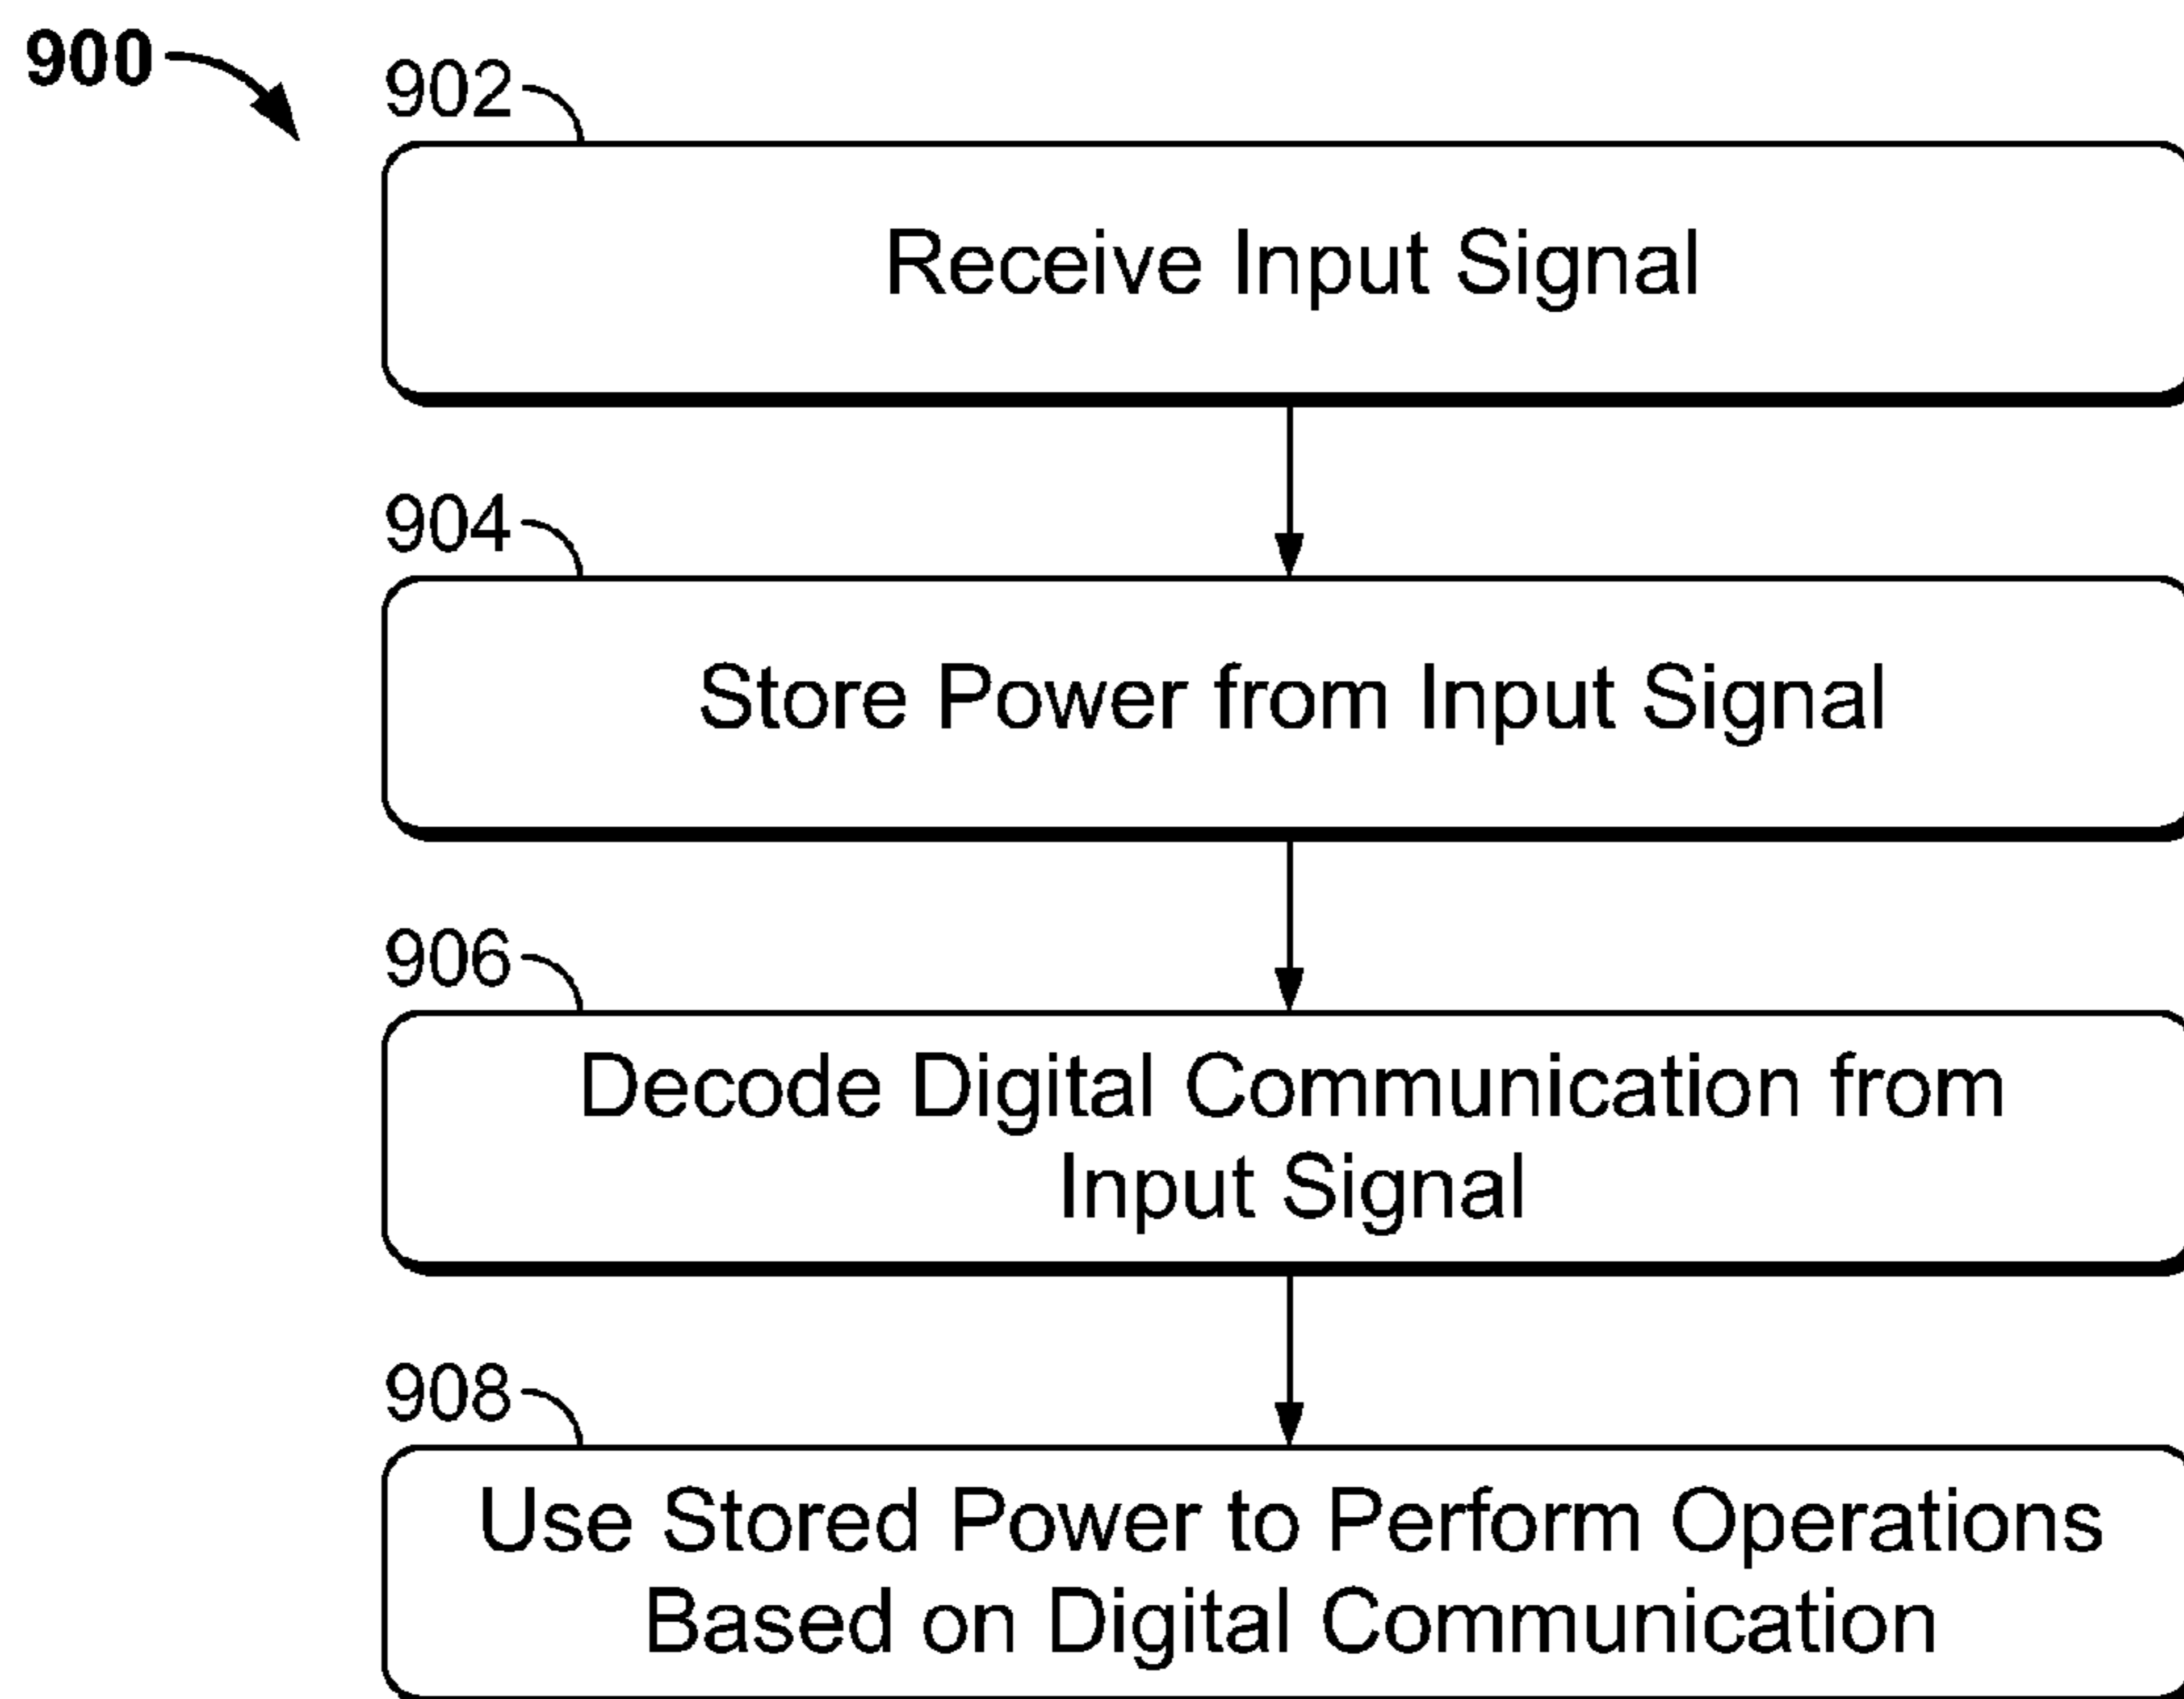 900
902
Receive Input Signal
904
Store Power from Input Signal
906
Decode Digital Communication from
Input Signal
908
Use Stored Power to Perform Operations
Based on Digital Communication